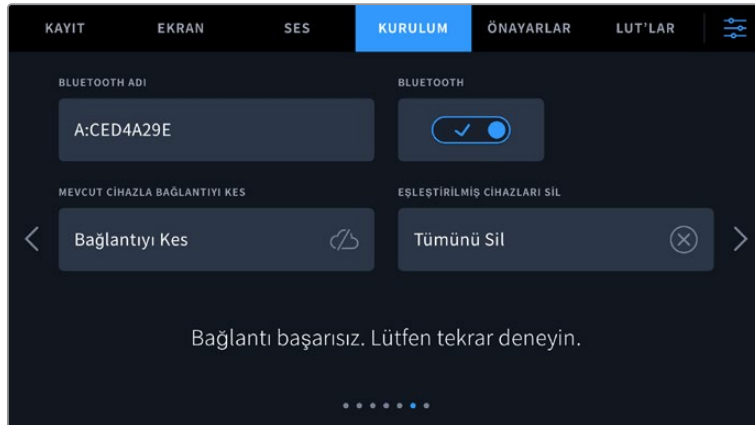 KAYIT EKRAN SES KURULUM ÖNAYARLAR LUT'LAR
BLUETOOTH ADI BLUETOOTH
A:CED4A29E
MEVCUT CİHAZLA BAĞLANTIYI KES EŞLEŞTİRİLMİŞ CİHAZLARI SİL
Bağlantıyı Kes Tümünü Sil
Bağlantı başarısız. Lütfen tekrar deneyin.